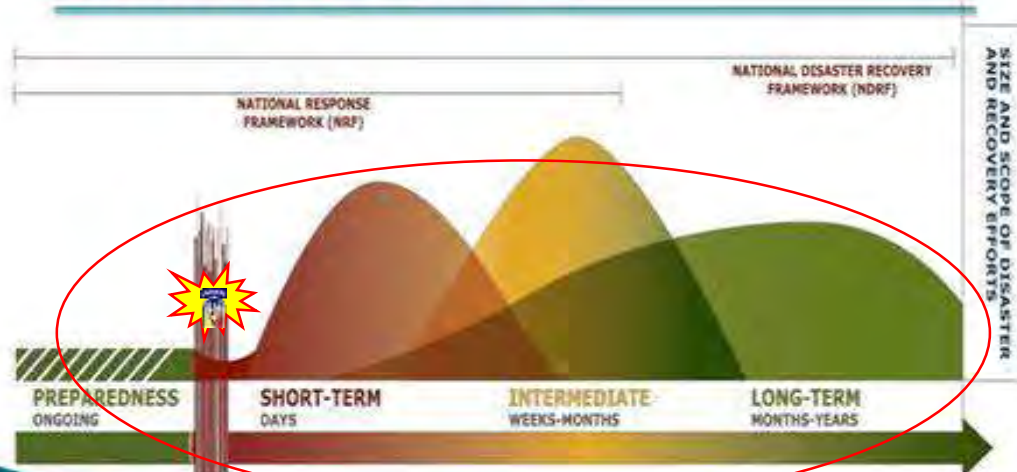 NATIONAL DISASTER RECOVERY
FRAMEWORK (NDRF)
NATIONAL RESPONSE
FRAMEWORK (NRF)
SIZE AND SCOPE OF DISASTER
AND RECOVERY EFFORTS
PREPAREDNESS
ONGOING
SHORT-TERM
DAYS
INTERMEDIATE
WEEKS-MONTHS
LONG-TERM
MONTHS-YEARS